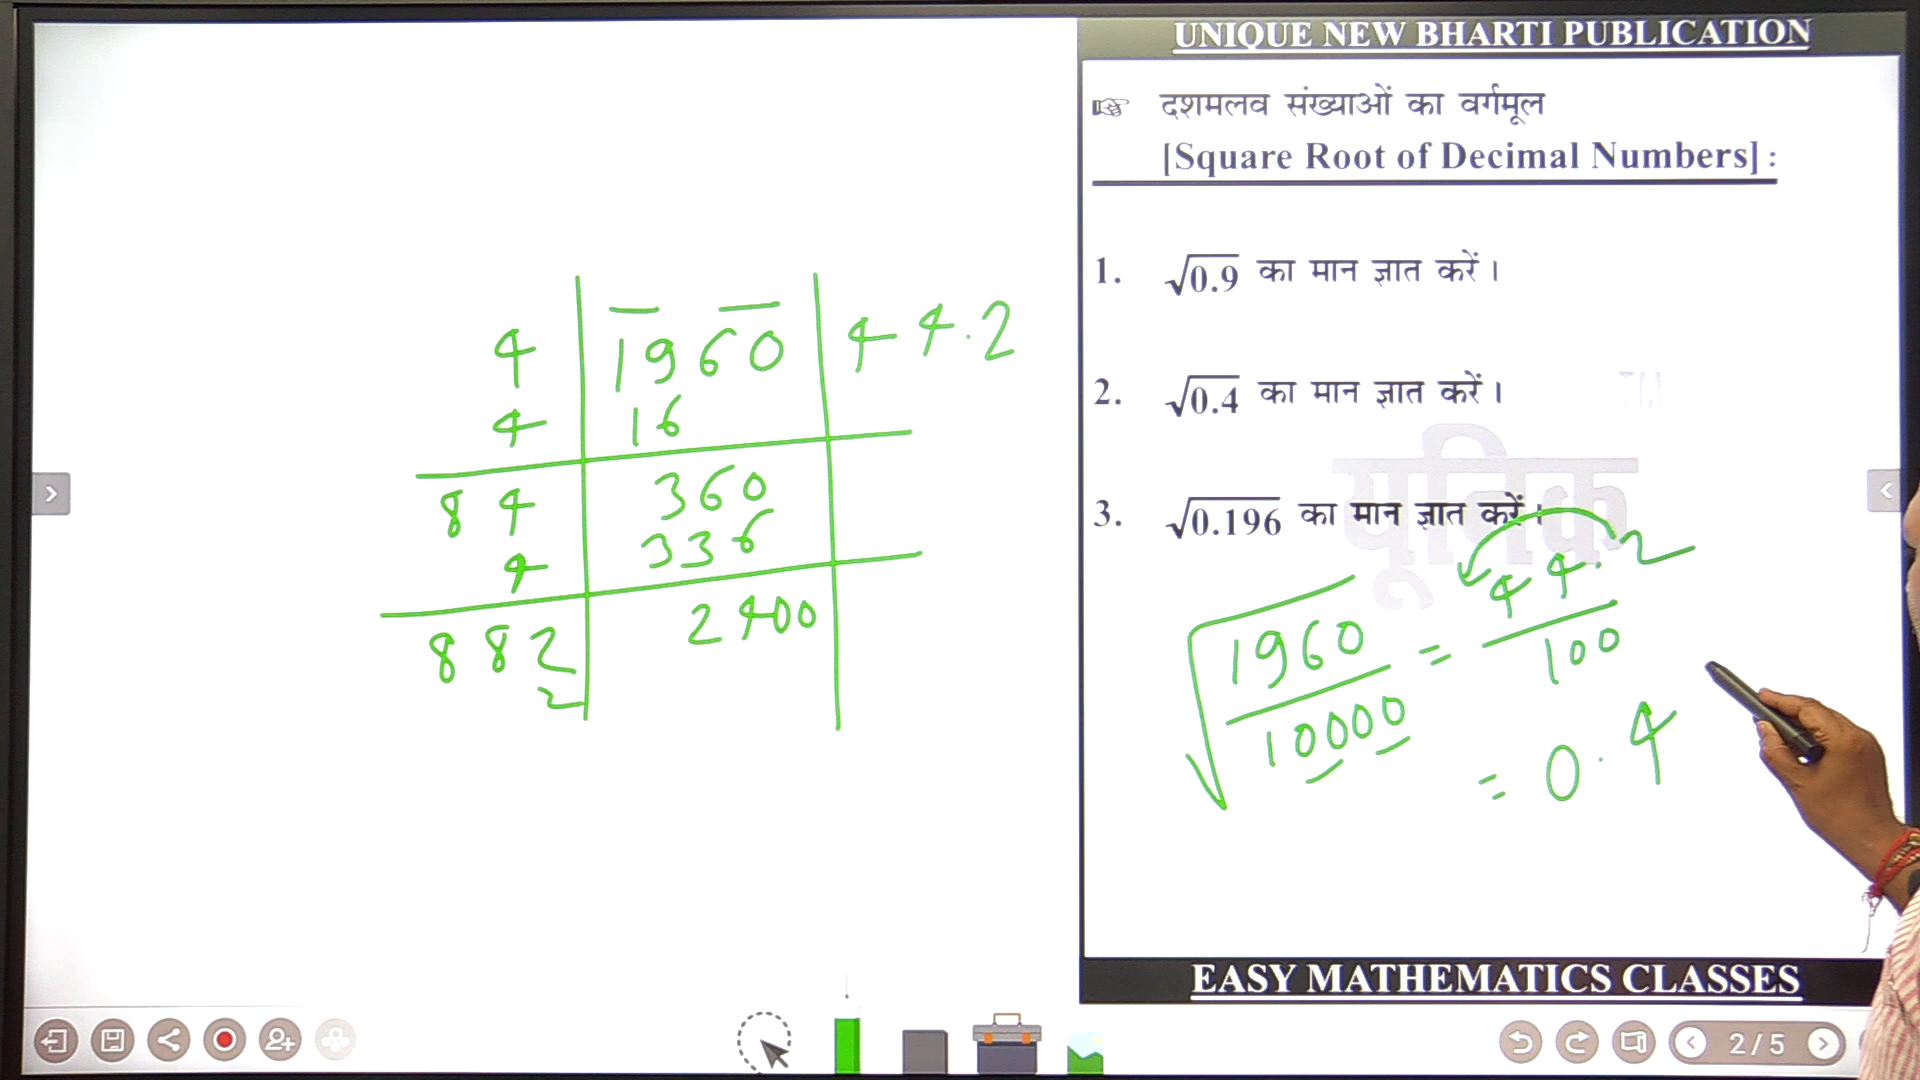 UNIQUE NEW BHARTI PUBLICATION
☞ दशमलव संख्याओं का वर्गमूल
[Square Root of Decimal Numbers] :
1. √0.9 का मान ज्ञात करें।
2. √0.4 का मान ज्ञात करें।
TM
यूनिक
3. √0.196 का मान ज्ञात करें।
√1960/10000 = 44.2/100
= 0.4
EASY MATHEMATICS CLASSES
4 1960 44.2
4 16
84 360
4 336
882 2400
2
2/5